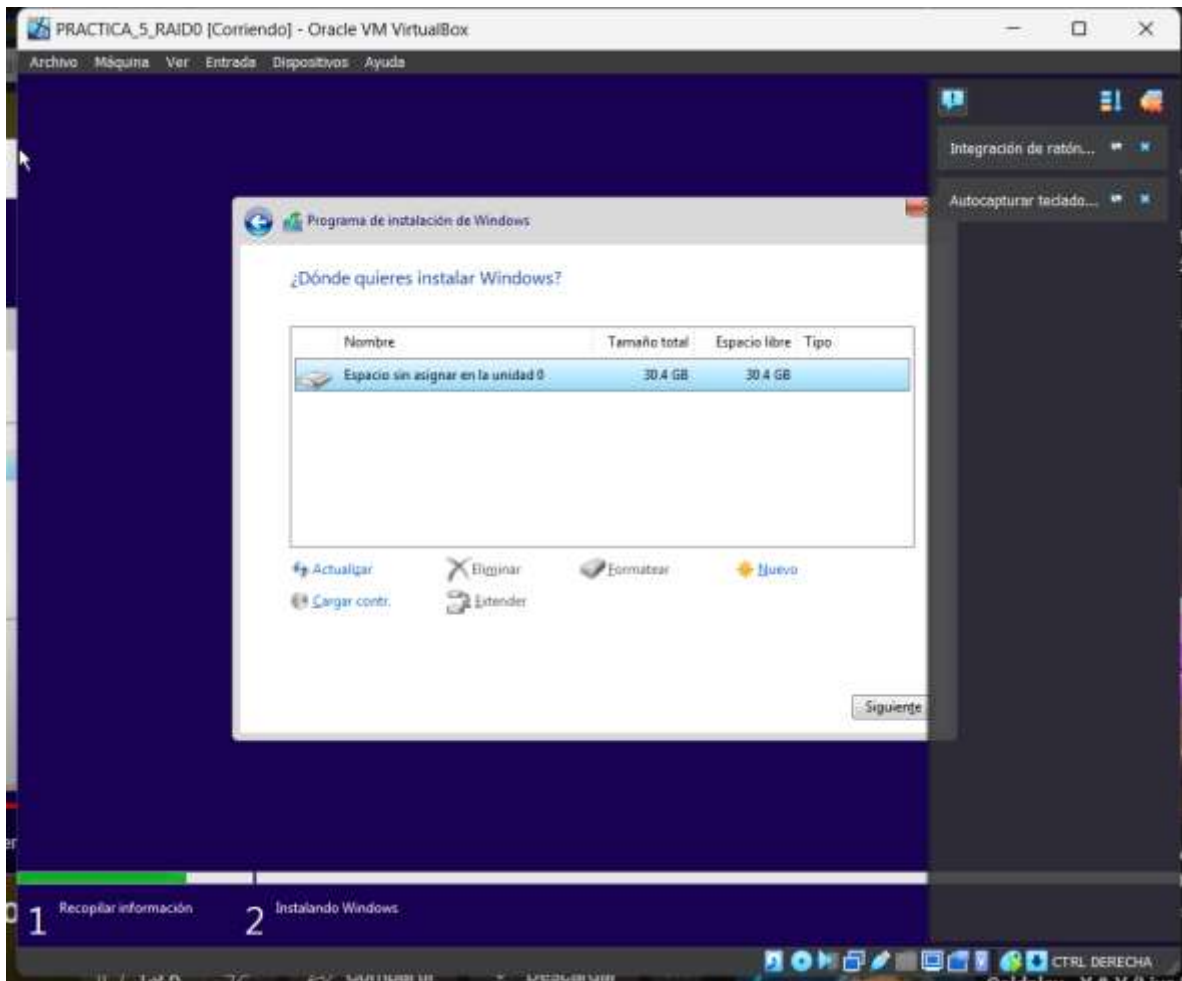 PRACTICA_5_RAID0 [Corriendo] - Oracle VM VirtualBox
Archivo Máquina Ver Entrada Dispositivos Ayuda
Integración de ratón...
Autocapturar teclado...
Programa de instalación de Windows
¿Dónde quieres instalar Windows?
Nombre Tamaño total Espacio libre Tipo
Espacio sin asignar en la unidad 0 30.4 GB 30.4 GB
Actualizar Eliminar Formatear Nuevo
Cargar contr. Extender
Siguiente
1 Recopilar información 2 Instalando Windows
CTRL DERECHA